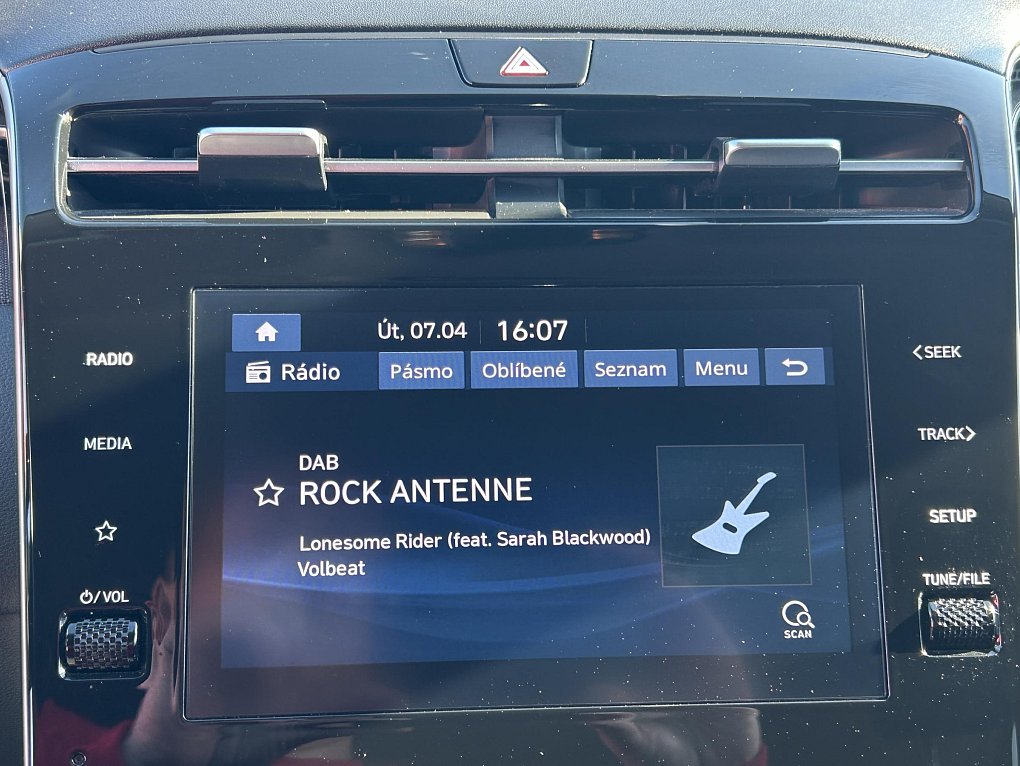 Út, 07.04 16:07
RADIO
Rádio Pásmo Oblíbené Seznam Menu
<SEEK
MEDIA
TRACK>
DAB
ROCK ANTENNE
Lonesome Rider (feat. Sarah Blackwood)
Volbeat
SETUP
/VOL
TUNE/FILE
SCAN